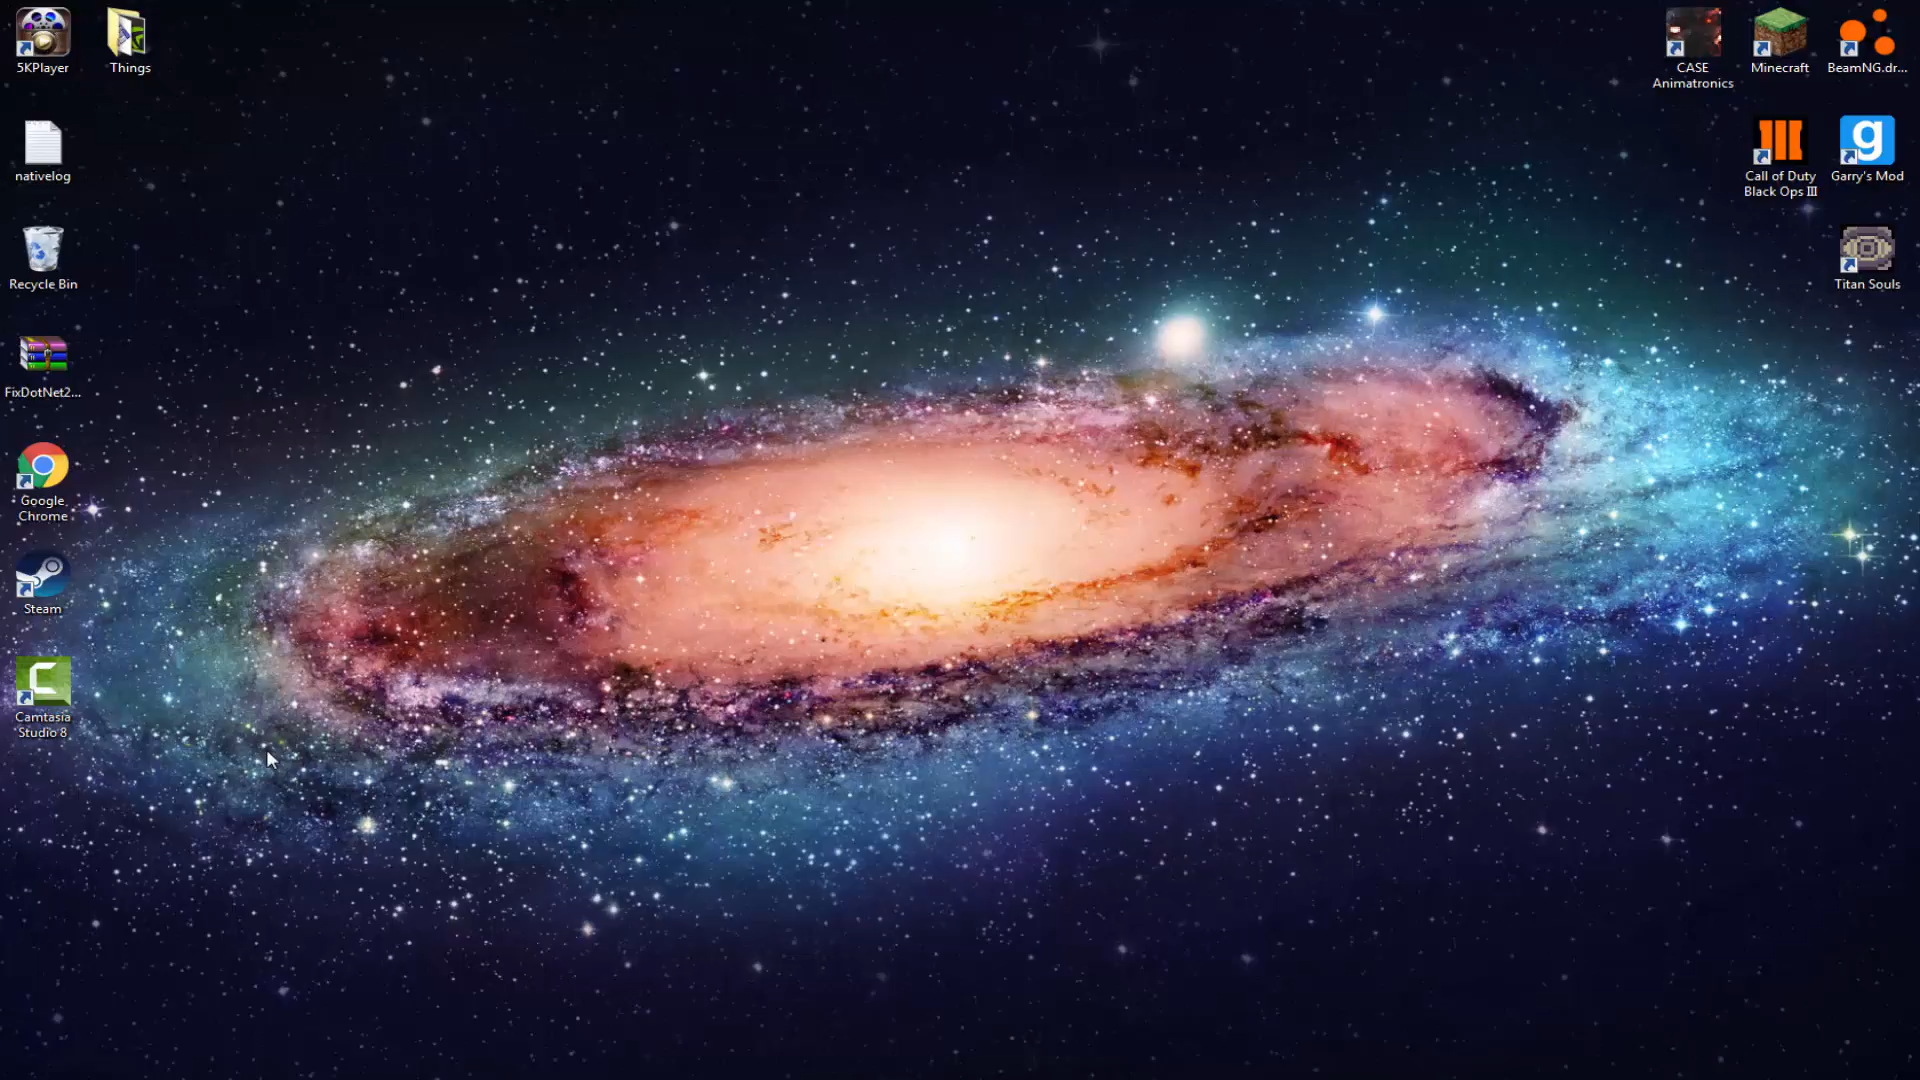 5KPlayer
Things
nativelog
Recycle Bin
FixDotNet2...
Google
Chrome
Steam
Camtasia
Studio 8
CASE
Animatronics
Minecraft
BeamNG.dr...
Call of Duty
Black Ops III
g
Garry's Mod
Titan Souls